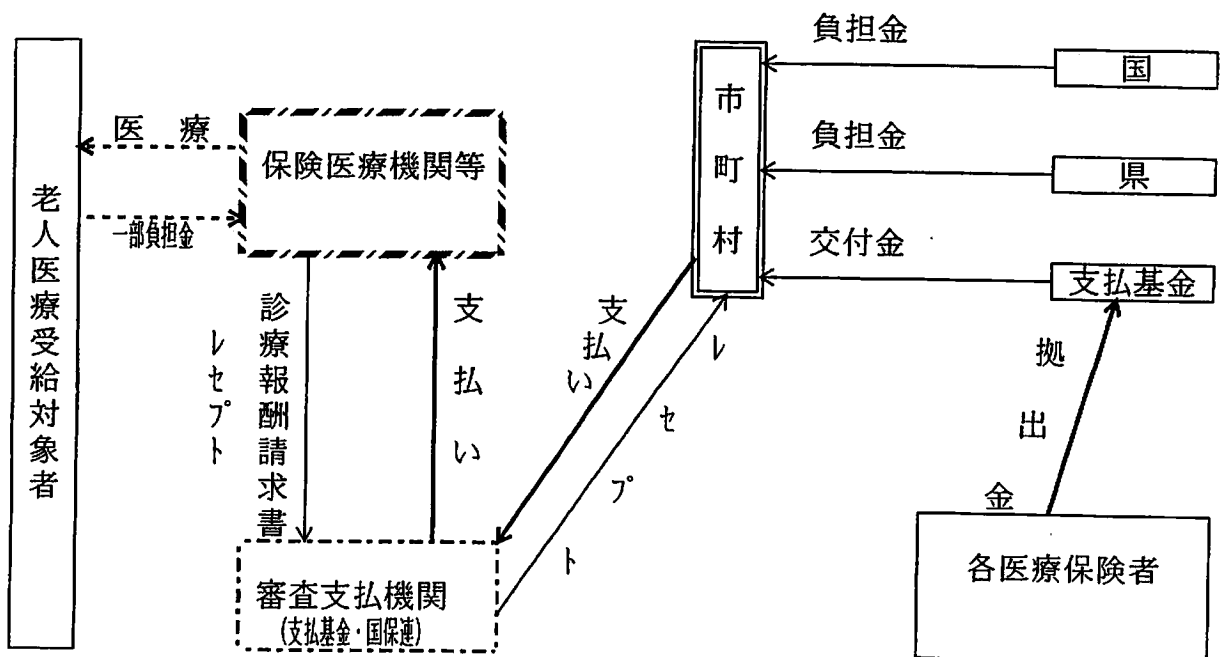 老人医療受給対象者
医　療
一部負担金
保険医療機関等
診療報酬請求書
レセプト
支払い
審査支払機関
(支払基金・国保連)
支払い
レセプト
市町村
負担金
国
負担金
県
交付金
支払基金
拠出金
各医療保険者